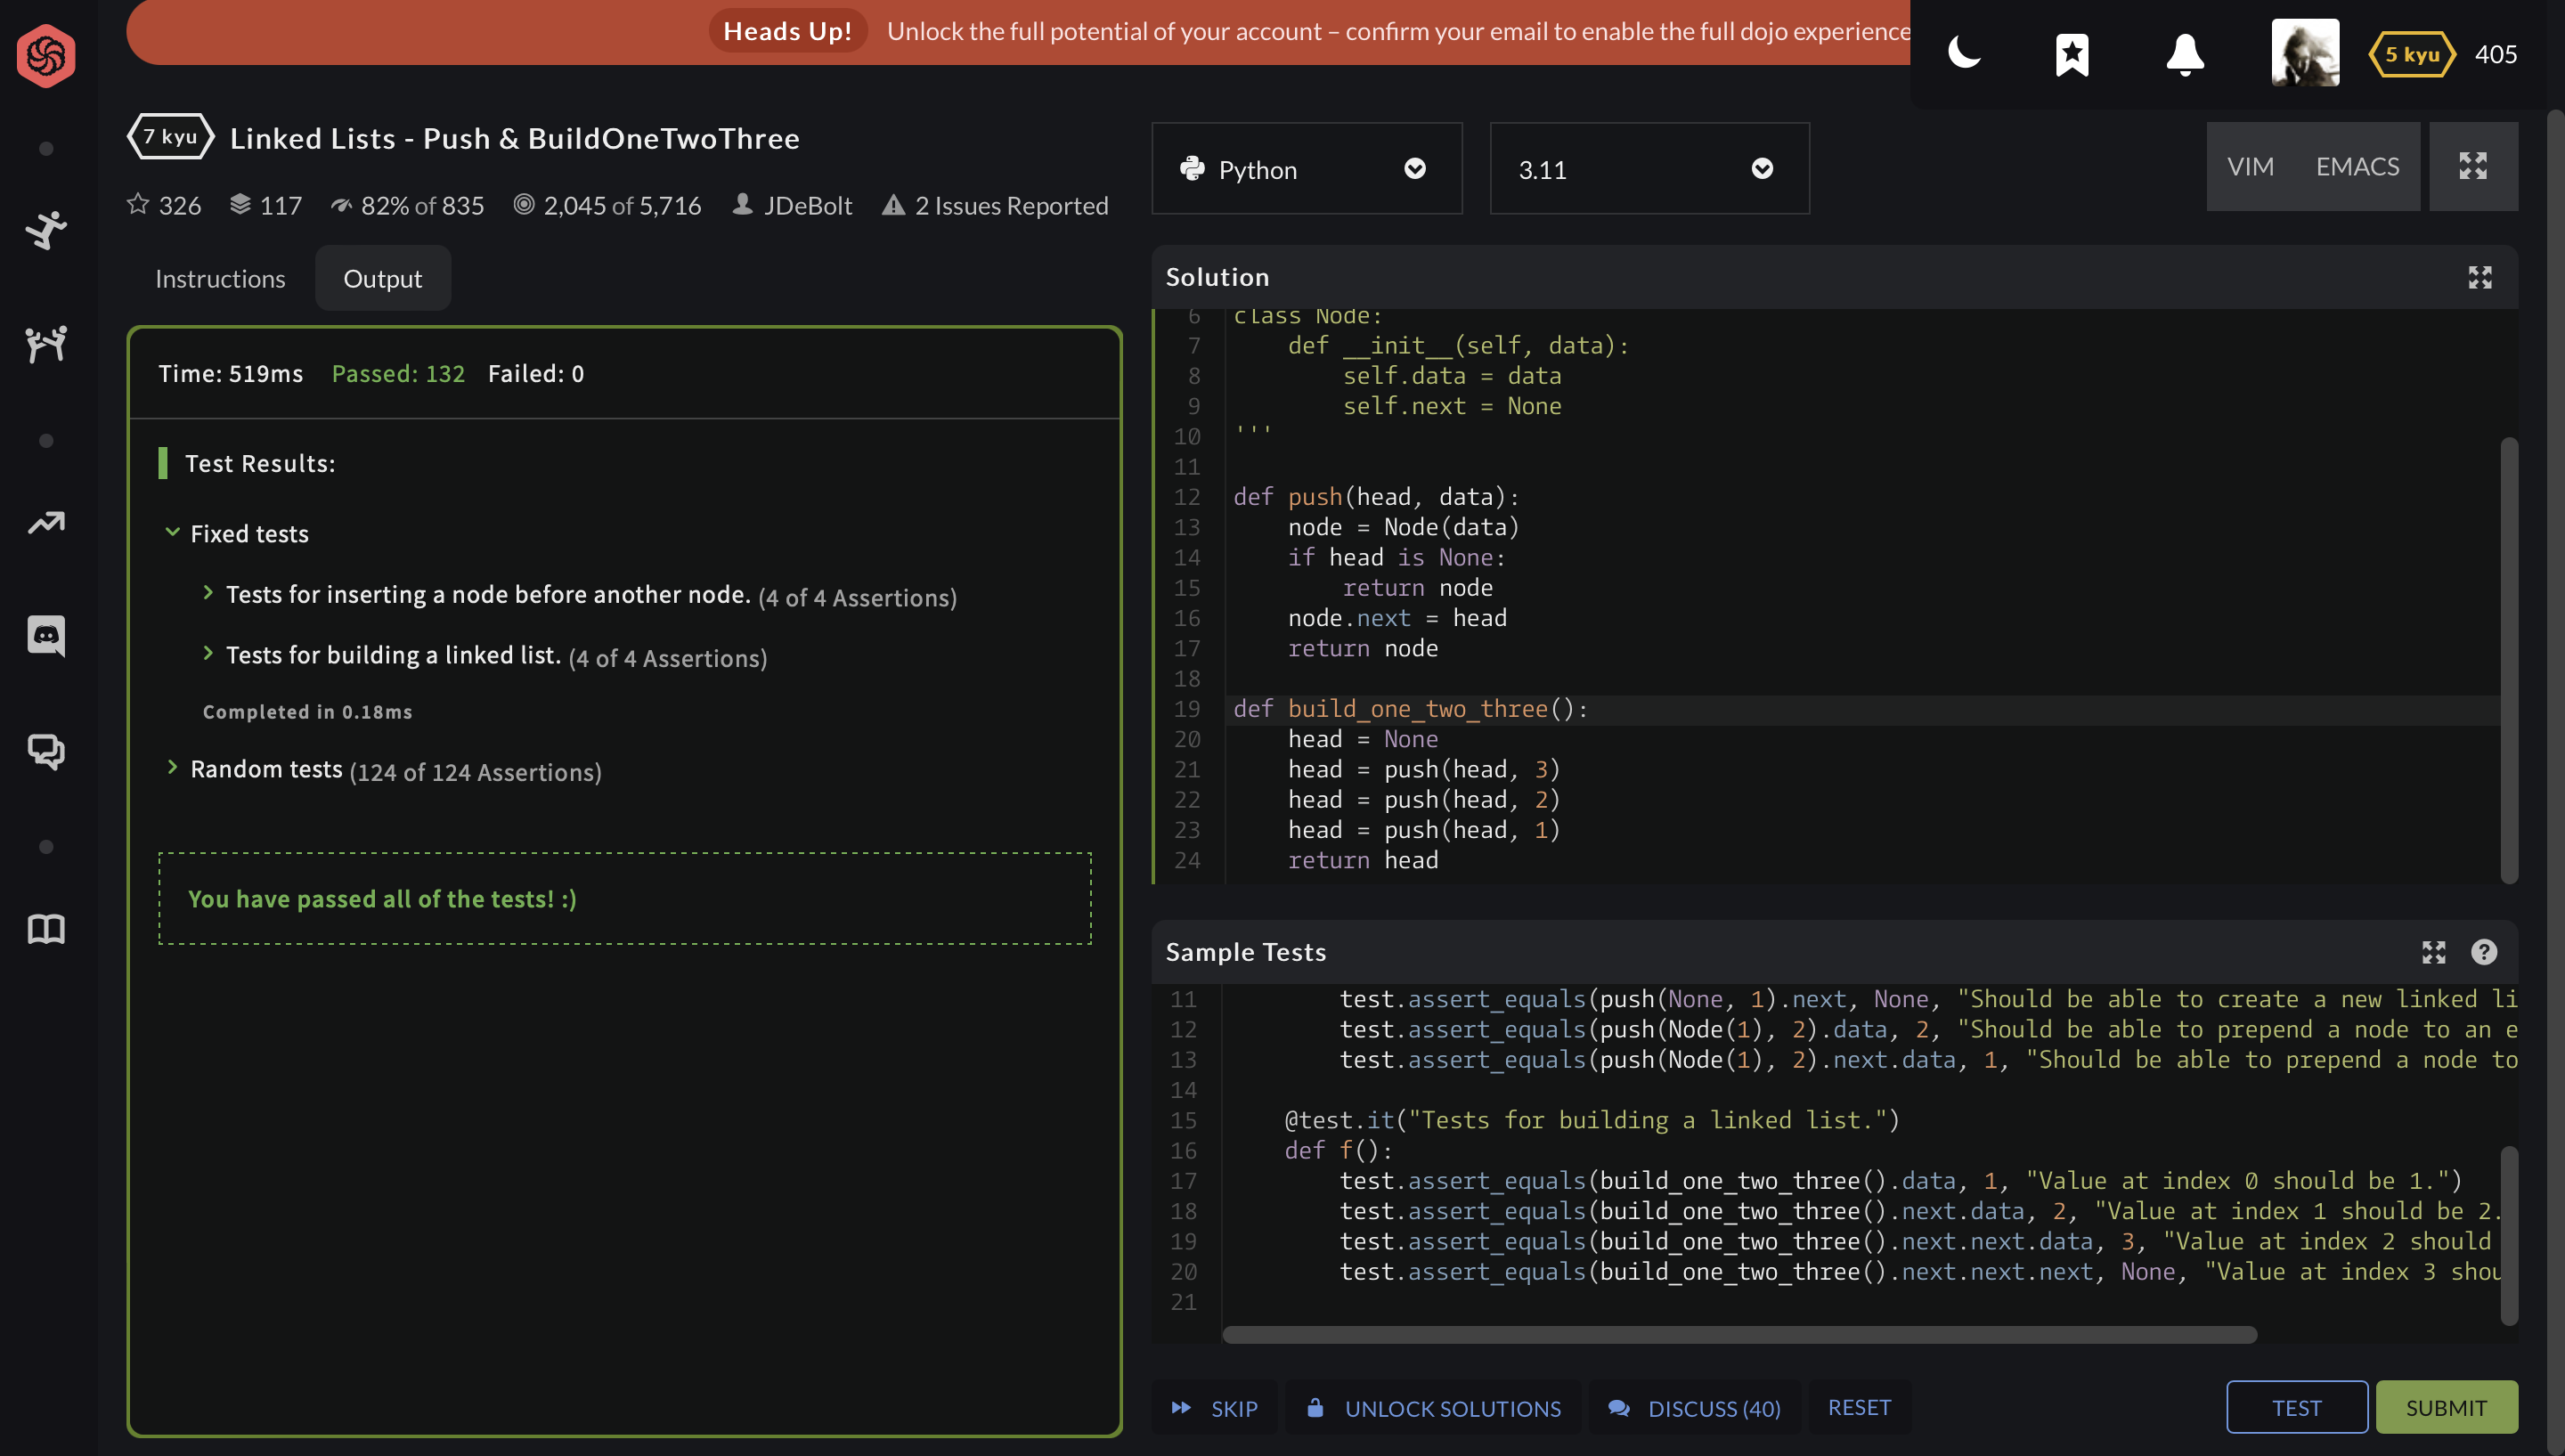 Heads Up! Unlock the full potential of your account – confirm your email to enable the full dojo experience
5 kyu 405
7 kyu Linked Lists - Push & BuildOneTwoThree
326 117 82% of 835 2,045 of 5,716 JDeBolt 2 Issues Reported
Instructions Output
Time: 519ms Passed: 132 Failed: 0
Test Results:
Fixed tests
Tests for inserting a node before another node. (4 of 4 Assertions)
Tests for building a linked list. (4 of 4 Assertions)
Completed in 0.18ms
Random tests (124 of 124 Assertions)
You have passed all of the tests! :)
Python 3.11 VIM EMACS
Solution
6 class Node:
7     def __init__(self, data):
8         self.data = data
9         self.next = None
10 '''
11
12 def push(head, data):
13     node = Node(data)
14     if head is None:
15         return node
16     node.next = head
17     return node
18
19 def build_one_two_three():
20     head = None
21     head = push(head, 3)
22     head = push(head, 2)
23     head = push(head, 1)
24     return head
Sample Tests
11         test.assert_equals(push(None, 1).next, None, "Should be able to create a new linked li
12         test.assert_equals(push(Node(1), 2).data, 2, "Should be able to prepend a node to an e
13         test.assert_equals(push(Node(1), 2).next.data, 1, "Should be able to prepend a node to
14
15     @test.it("Tests for building a linked list.")
16     def f():
17         test.assert_equals(build_one_two_three().data, 1, "Value at index 0 should be 1.")
18         test.assert_equals(build_one_two_three().next.data, 2, "Value at index 1 should be 2.
19         test.assert_equals(build_one_two_three().next.next.data, 3, "Value at index 2 should
20         test.assert_equals(build_one_two_three().next.next.next, None, "Value at index 3 shou
21
SKIP UNLOCK SOLUTIONS DISCUSS (40) RESET TEST SUBMIT